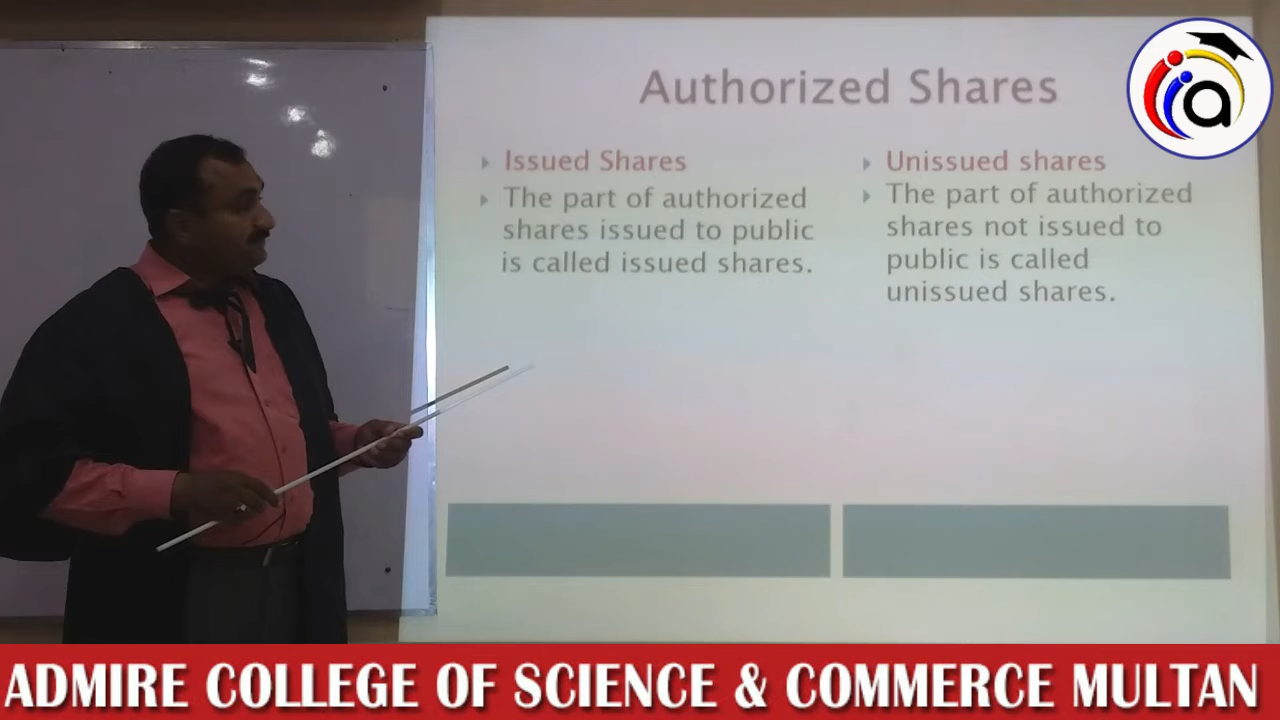 Authorized Shares
Issued Shares
The part of authorized
shares issued to public
is called issued shares.
Unissued shares
The part of authorized
shares not issued to
public is called
unissued shares.
a
ADMIRE COLLEGE OF SCIENCE & COMMERCE MULTAN